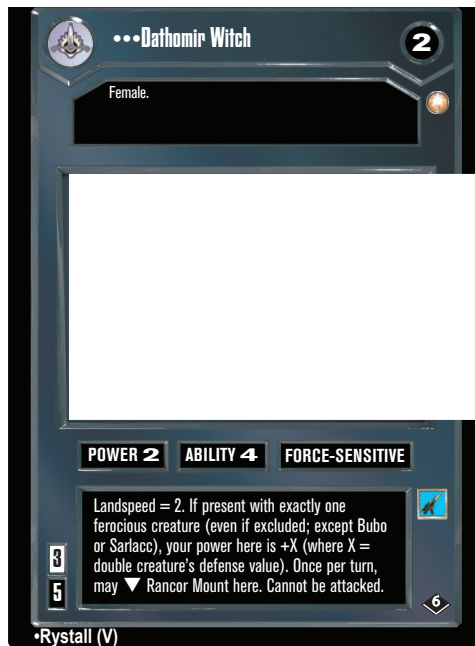 •••Dathomir Witch
2
Female.
POWER 2 ABILITY 4 FORCE-SENSITIVE
Landspeed = 2. If present with exactly one
ferocious creature (even if excluded; except Bubo
or Sarlacc), your power here is +X (where X =
double creature's defense value). Once per turn,
may ▼ Rancor Mount here. Cannot be attacked.
3
5
6
•Rystall (V)